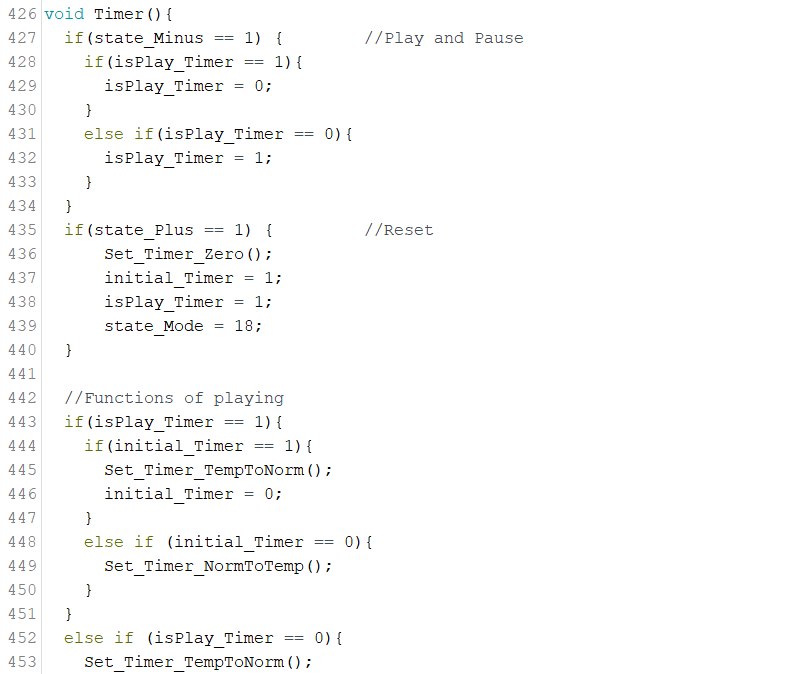 426 void Timer(){
427   if(state_Minus == 1) {        //Play and Pause
428     if(isPlay_Timer == 1){
429       isPlay_Timer = 0;
430     }
431     else if(isPlay_Timer == 0){
432       isPlay_Timer = 1;
433     }
434   }
435   if(state_Plus == 1) {         //Reset
436       Set_Timer_Zero();
437       initial_Timer = 1;
438       isPlay_Timer = 1;
439       state_Mode = 18;
440   }
441
442   //Functions of playing
443   if(isPlay_Timer == 1){
444     if(initial_Timer == 1){
445       Set_Timer_TempToNorm();
446       initial_Timer = 0;
447     }
448     else if (initial_Timer == 0){
449       Set_Timer_NormToTemp();
450     }
451   }
452   else if (isPlay_Timer == 0){
453     Set_Timer_TempToNorm();